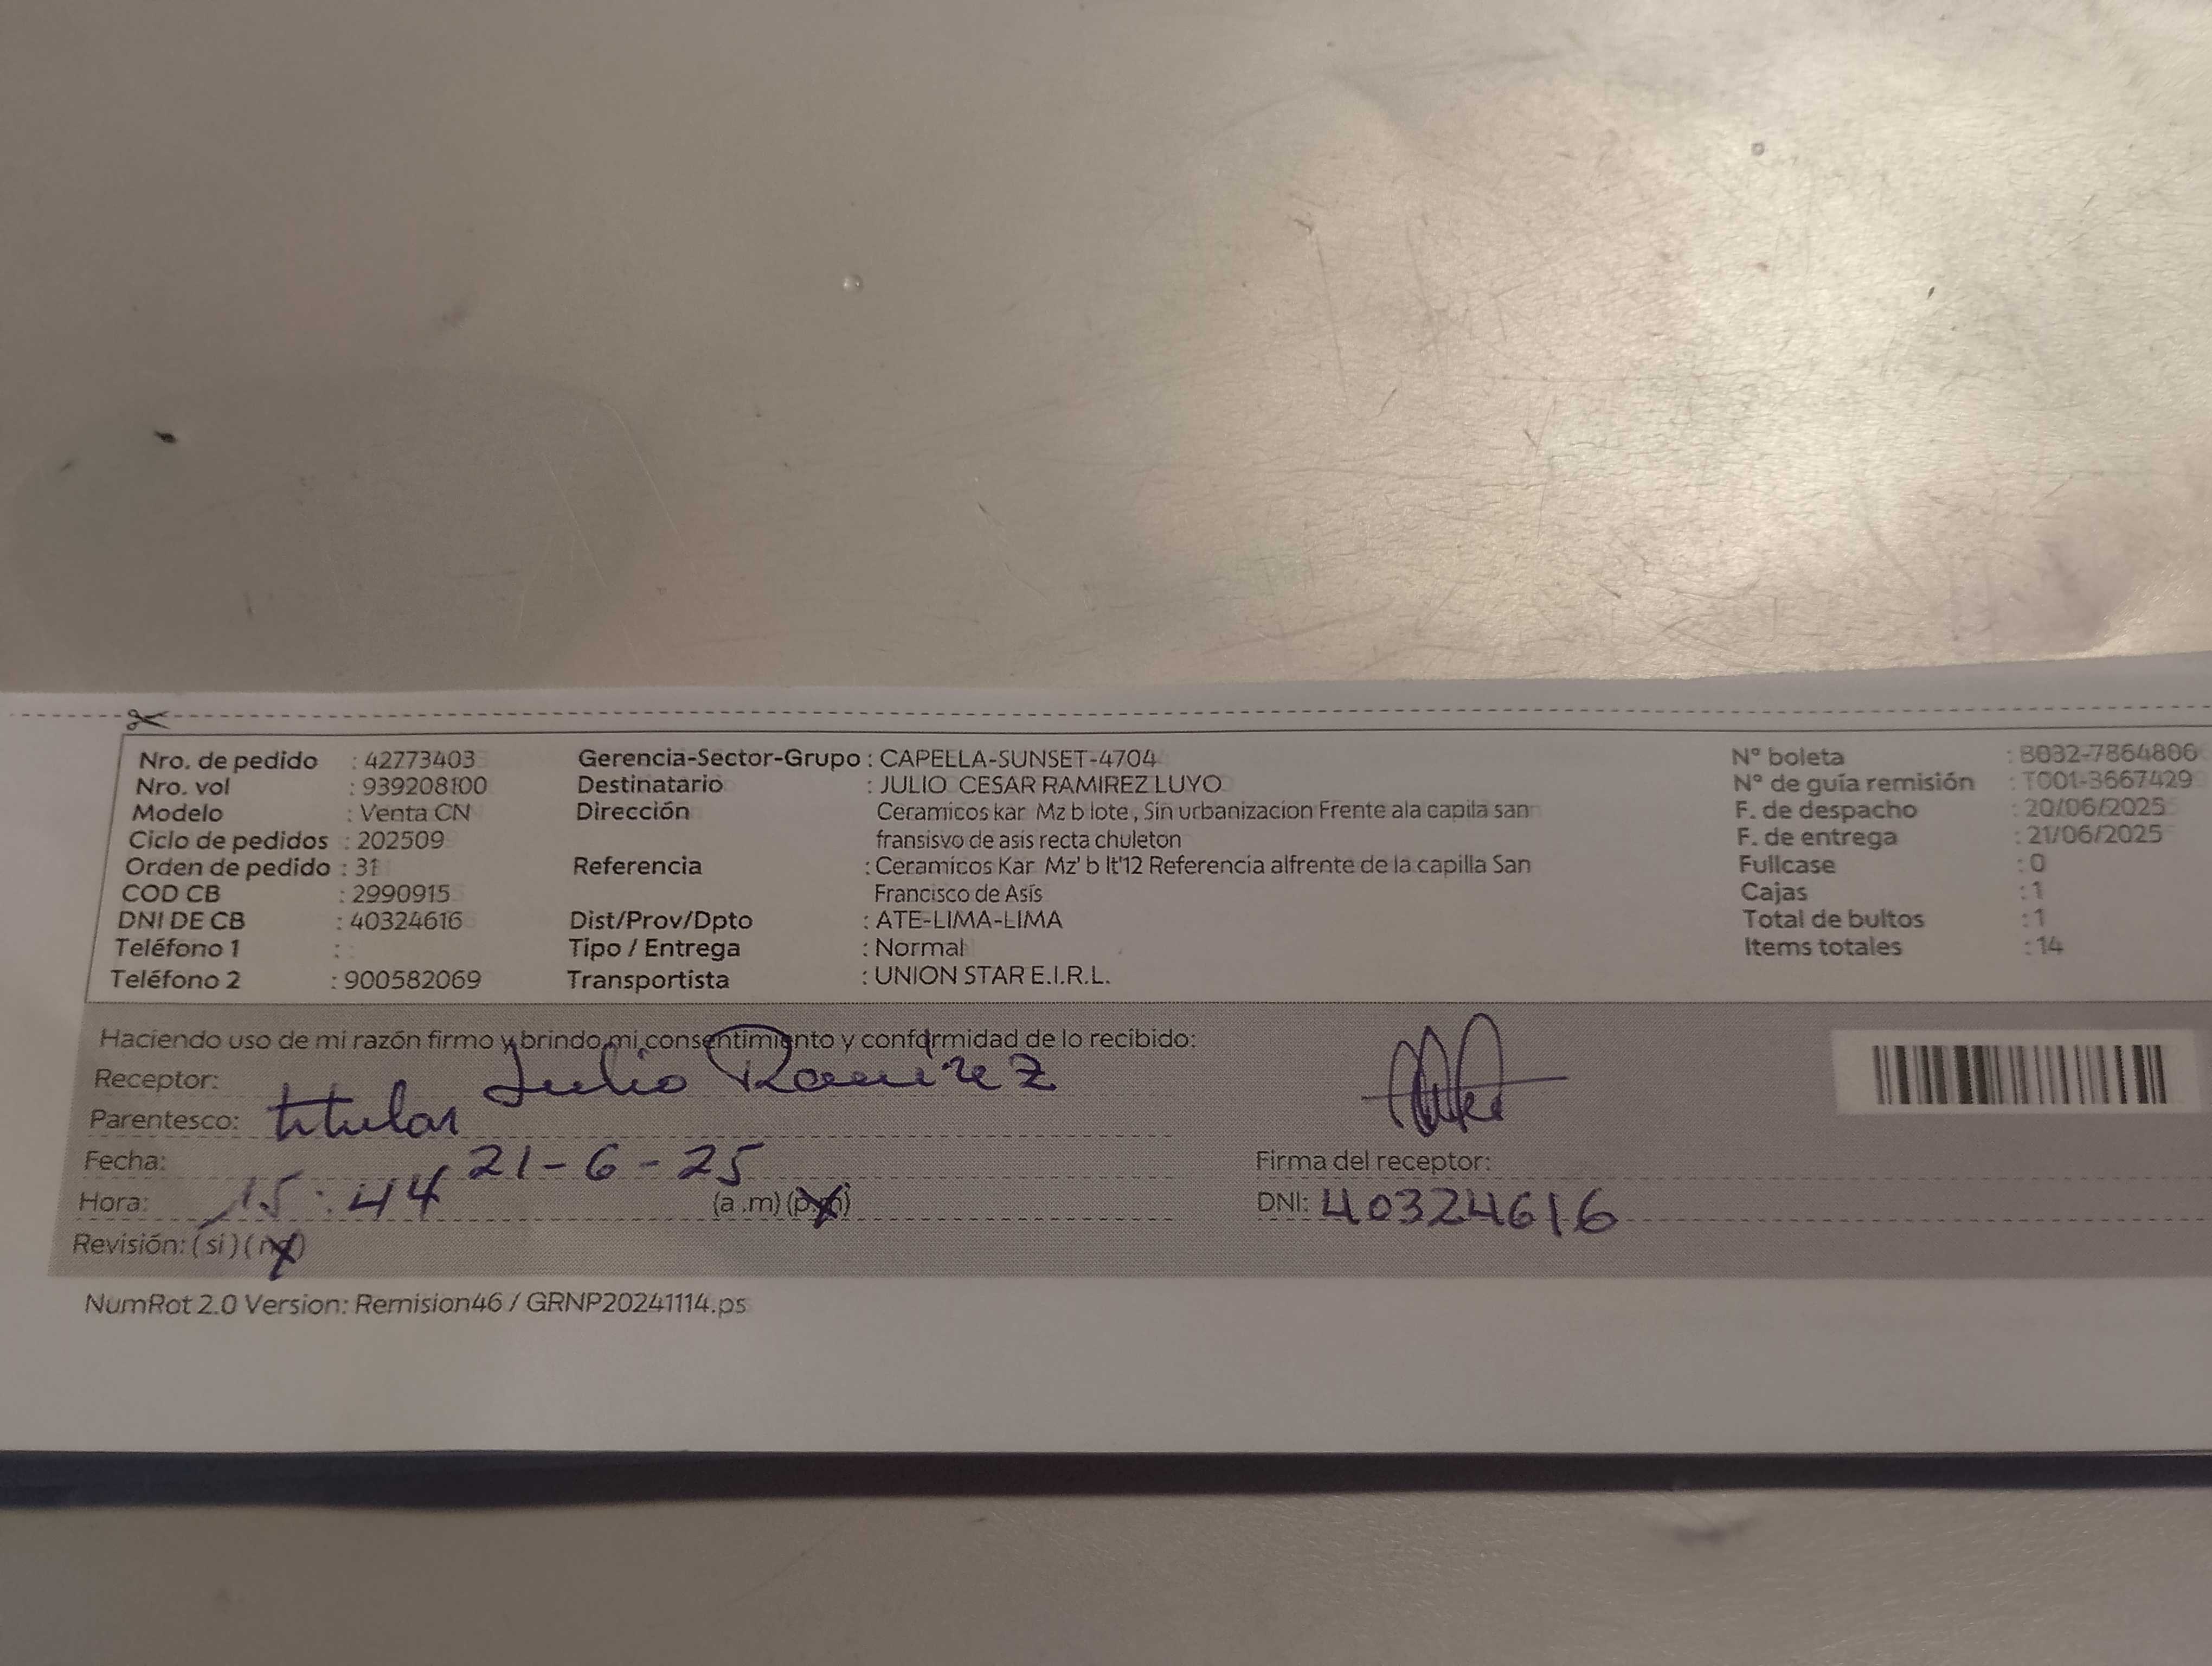 Nro. de pedido : 42773403
Nro. vol : 939208100
Modelo : Venta CN
Ciclo de pedidos : 202509
Orden de pedido : 31
COD CB : 2990915
DNI DE CB : 40324616
Teléfono 1 :
Teléfono 2 : 900582069
Gerencia-Sector-Grupo : CAPELLA-SUNSET-4704
Destinatario : JULIO CESAR RAMIREZ LUYO
Dirección Ceramicos kar Mz b lote , Sin urbanizacion Frente ala capila san
fransisvo de asis recta chuleton
Referencia : Ceramicos Kar Mz' b lt'12 Referencia alfrente de la capilla San
Francisco de Asís
Dist/Prov/Dpto : ATE-LIMA-LIMA
Tipo / Entrega : Normal
Transportista : UNION STAR E.I.R.L.
N° boleta : B032-7864806
N° de guía remisión : T001-3667429
F. de despacho : 20/06/2025
F. de entrega : 21/06/2025
Fullcase : 0
Cajas : 1
Total de bultos : 1
Items totales : 14
Haciendo uso de mi razón firmo y brindo mi consentimiento y conformidad de lo recibido:
Receptor: Julio Ramirez
Parentesco: titular
Fecha: 21-6-25
Hora: 15:44 (a.m) (p.m)
Revisión: (si) (no)
Firma del receptor:
DNI: 40324616
NumRot 2.0 Version: Remision46 / GRNP20241114.ps